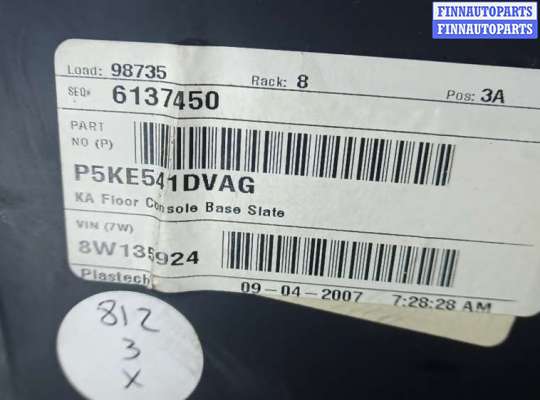 FINNAUTOPARTS
FINNAUTOPARTS
Load: 98735 Rack: 8 Pos: 3A
SEQ# 6137450
PART
NO (P)
P5KE541DVAG
KA Floor Console Base Slate
VIN (7W)
8W135924
Plastech 09-04-2007 7:28:28 AM
812
3
X